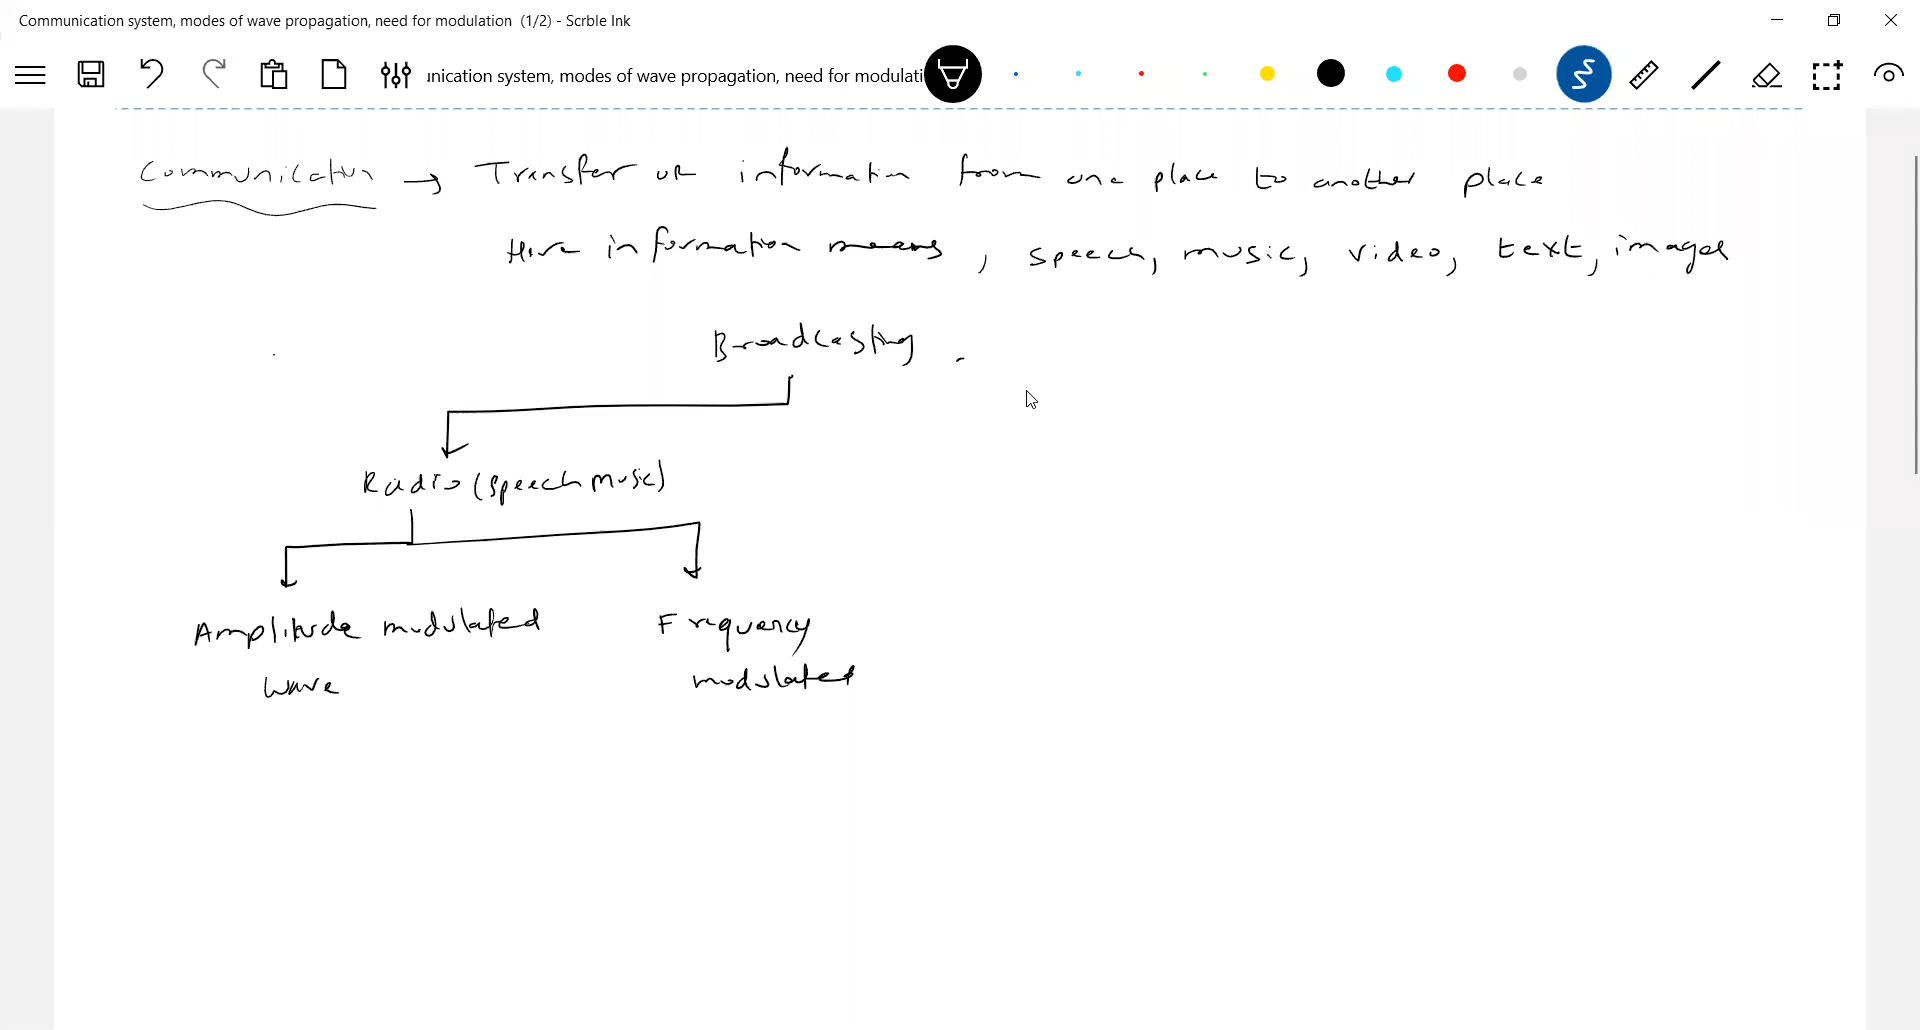 Communication system, modes of wave propagation, need for modulation (1/2) - Scrble Ink
unication system, modes of wave propagation, need for modulati
Communication → Transfer of information from one place to another place
Here information means, speech, music, video, text, images
Broadcasting
Radio (speech music)
Amplitude modulated wave
Frequency modulated